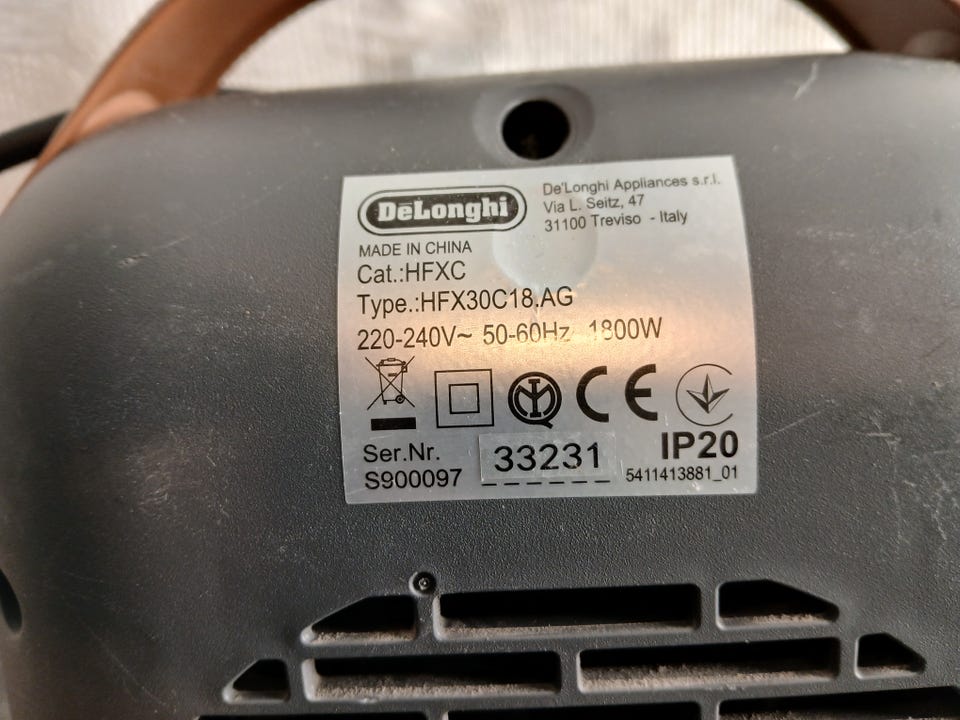 DeLonghi
De'Longhi Appliances s.r.l.
Via L. Seitz, 47
31100 Treviso - Italy
MADE IN CHINA
Cat.:HFXC
Type.:HFX30C18.AG
220-240V~ 50-60Hz 1800W
CE
Ser.Nr.
S900097
33231
IP20
5411413881_01